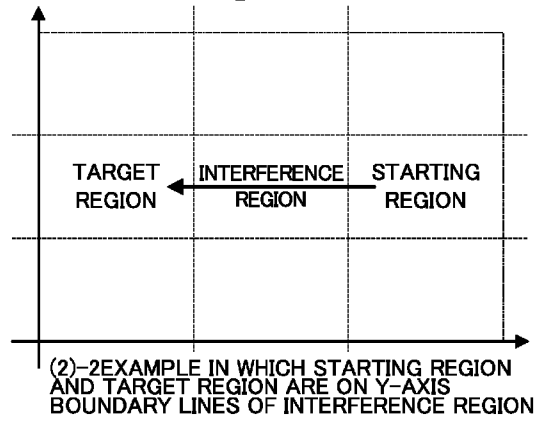 TARGET
REGION
INTERFERENCE
REGION
STARTING
REGION
(2)-2EXAMPLE IN WHICH STARTING REGION
AND TARGET REGION ARE ON Y-AXIS
BOUNDARY LINES OF INTERFERENCE REGION